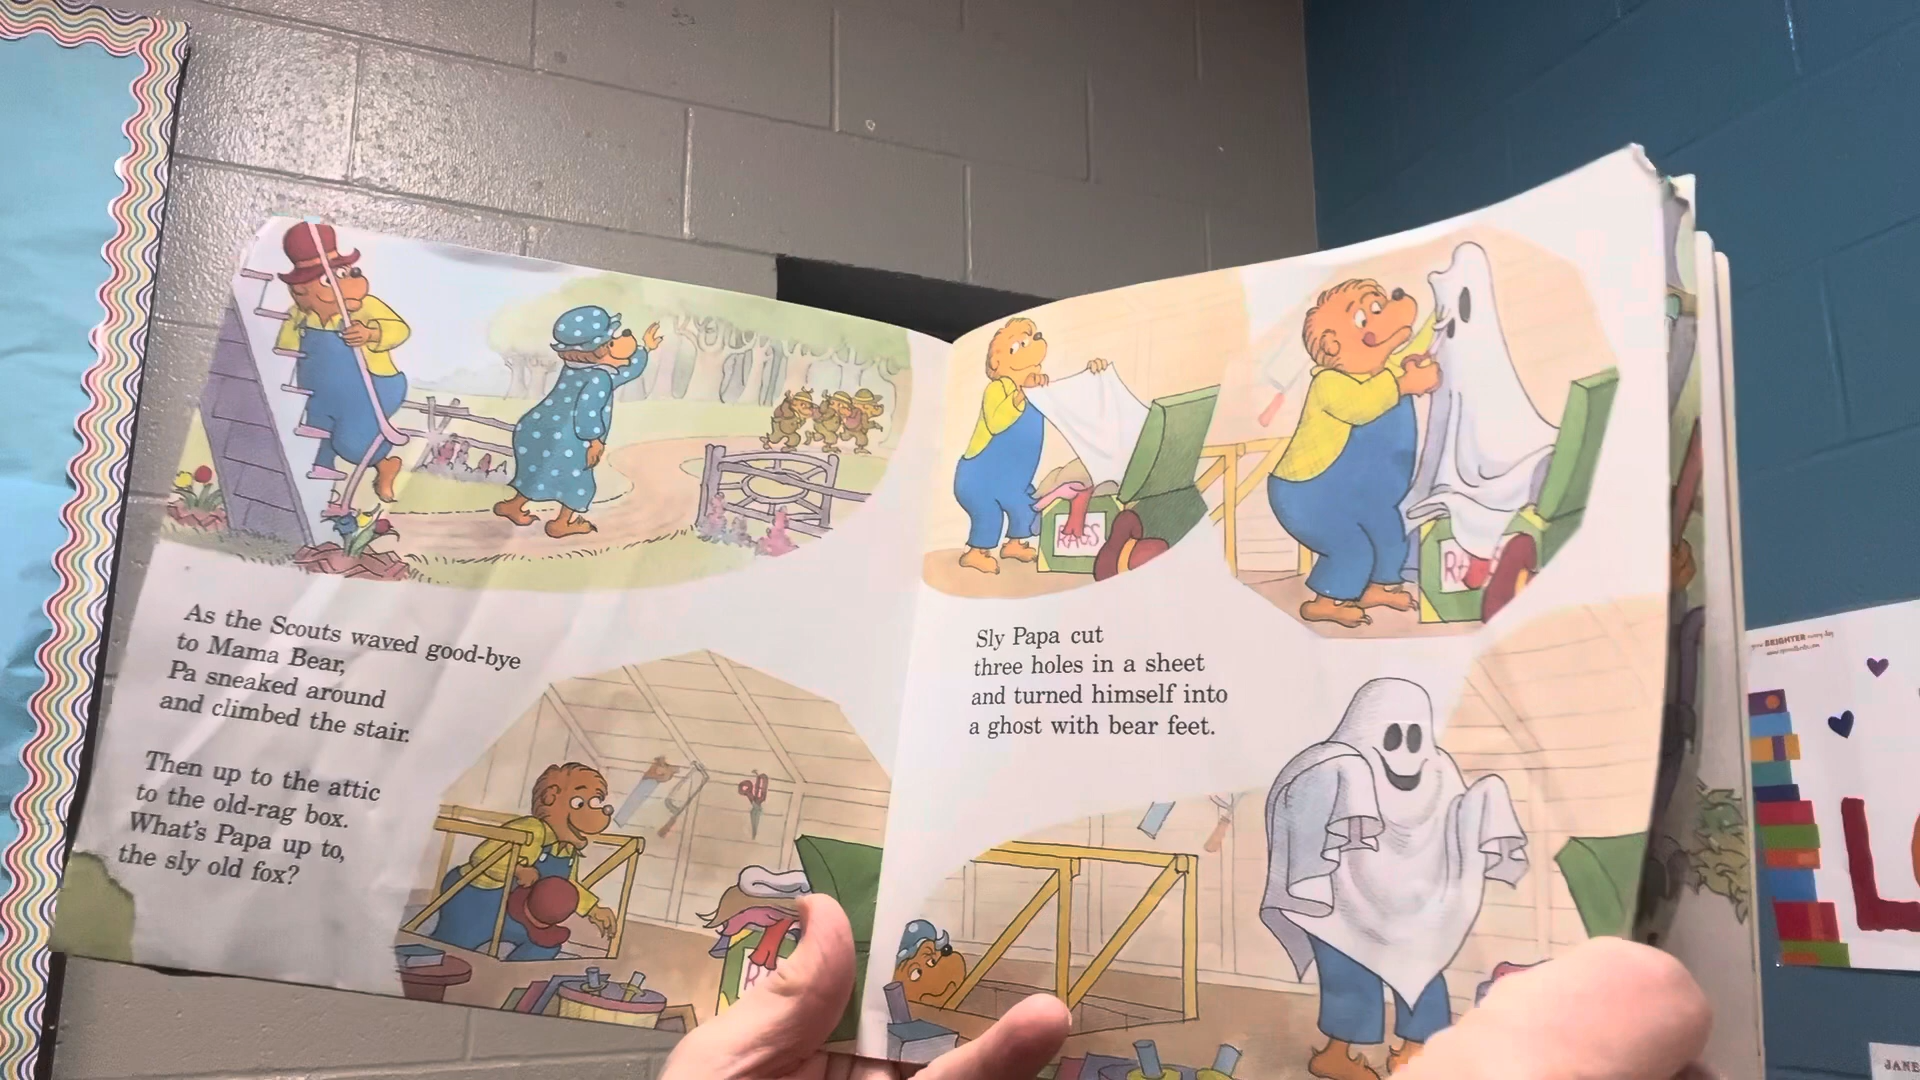 As the Scouts waved good-bye
to Mama Bear,
Pa sneaked around
and climbed the stair.
Then up to the attic
to the old-rag box.
What's Papa up to,
the sly old fox?
RAGS
Sly Papa cut
three holes in a sheet
and turned himself into
a ghost with bear feet.
BRIGHTER
JANE